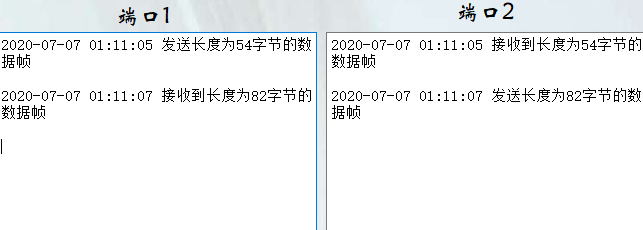 端口1
2020-07-07 01:11:05 发送长度为54字节的数
据帧
2020-07-07 01:11:07 接收到长度为82字节的
数据帧
端口2
2020-07-07 01:11:05 接收到长度为54字节的
数据帧
2020-07-07 01:11:07 发送长度为82字节的数
据帧